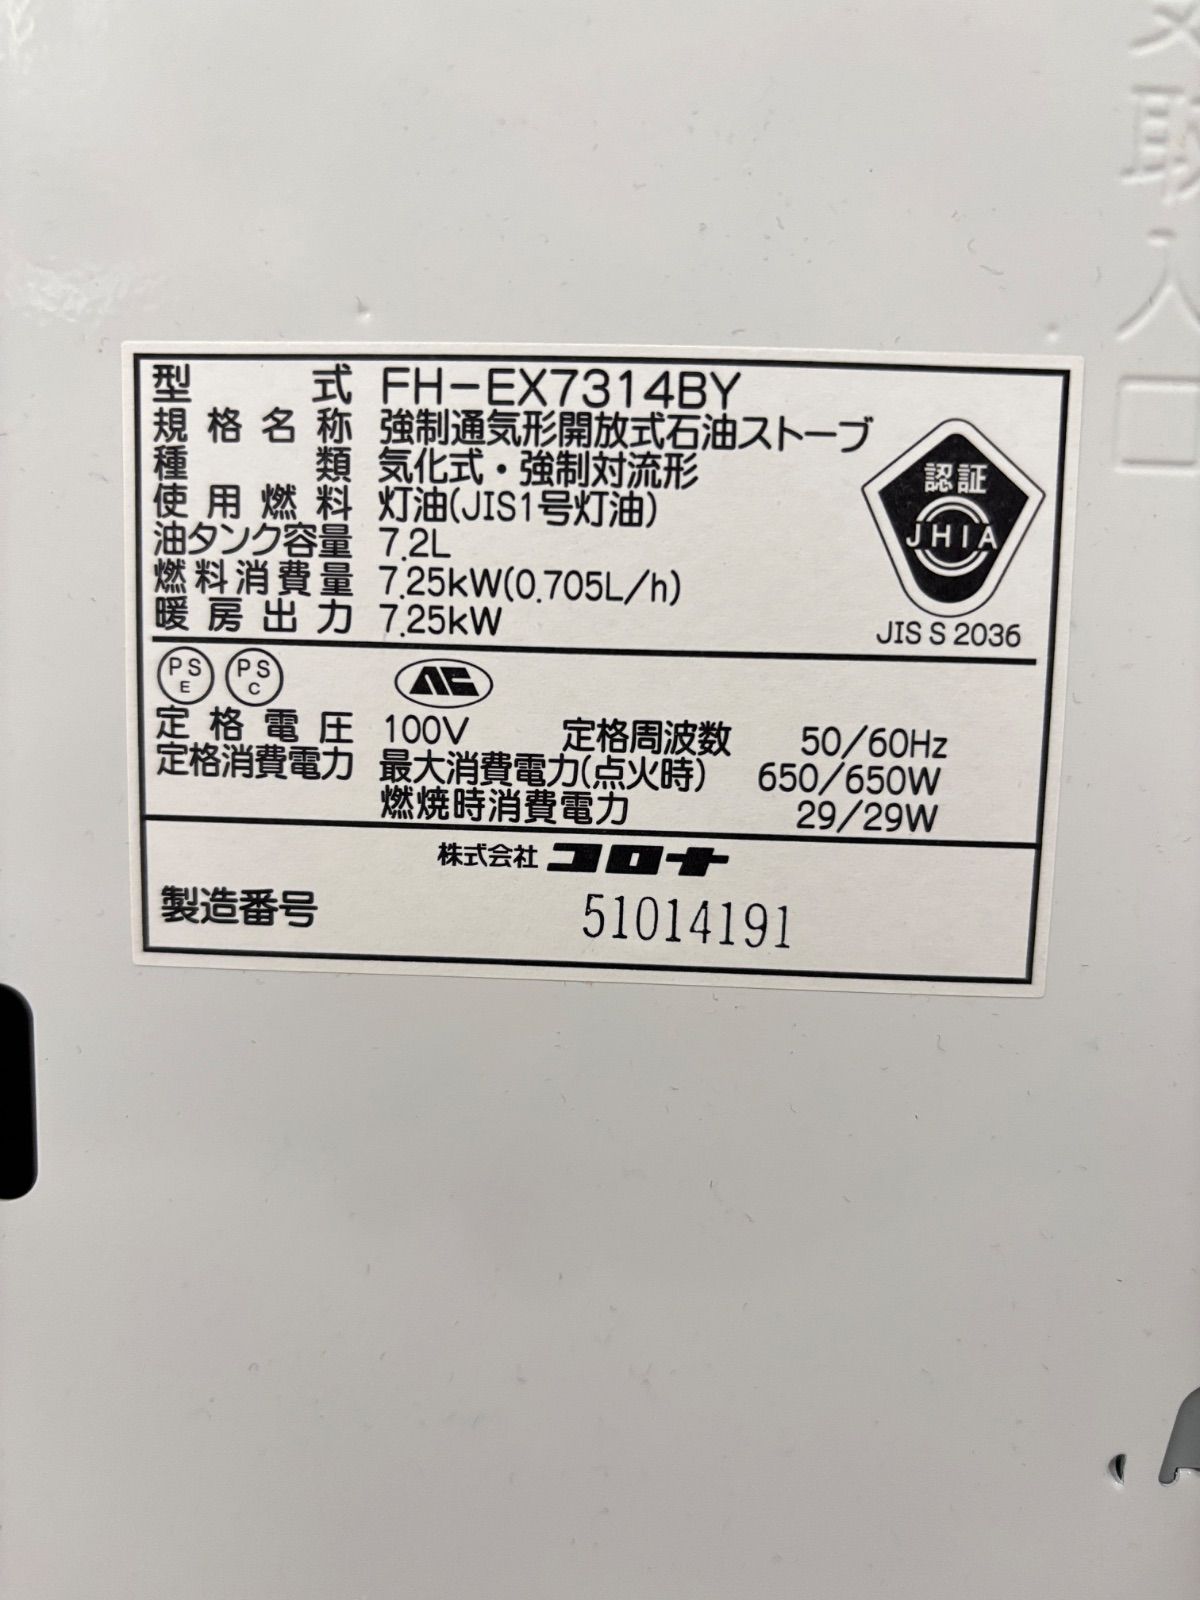 取入口
型式 FH-EX7314BY
規格名称 強制通気形開放式石油ストーブ
種類 気化式・強制対流形
使用燃料 灯油(JIS1号灯油)
油タンク容量 7.2L
燃料消費量 7.25kW(0.705L/h)
暖房出力 7.25kW
認証
JHIA
JIS S 2036
PS E PS C
定格電圧 100V 定格周波数 50/60Hz
定格消費電力 最大消費電力(点火時) 650/650W
燃焼時消費電力 29/29W
株式会社コロナ
製造番号 51014191